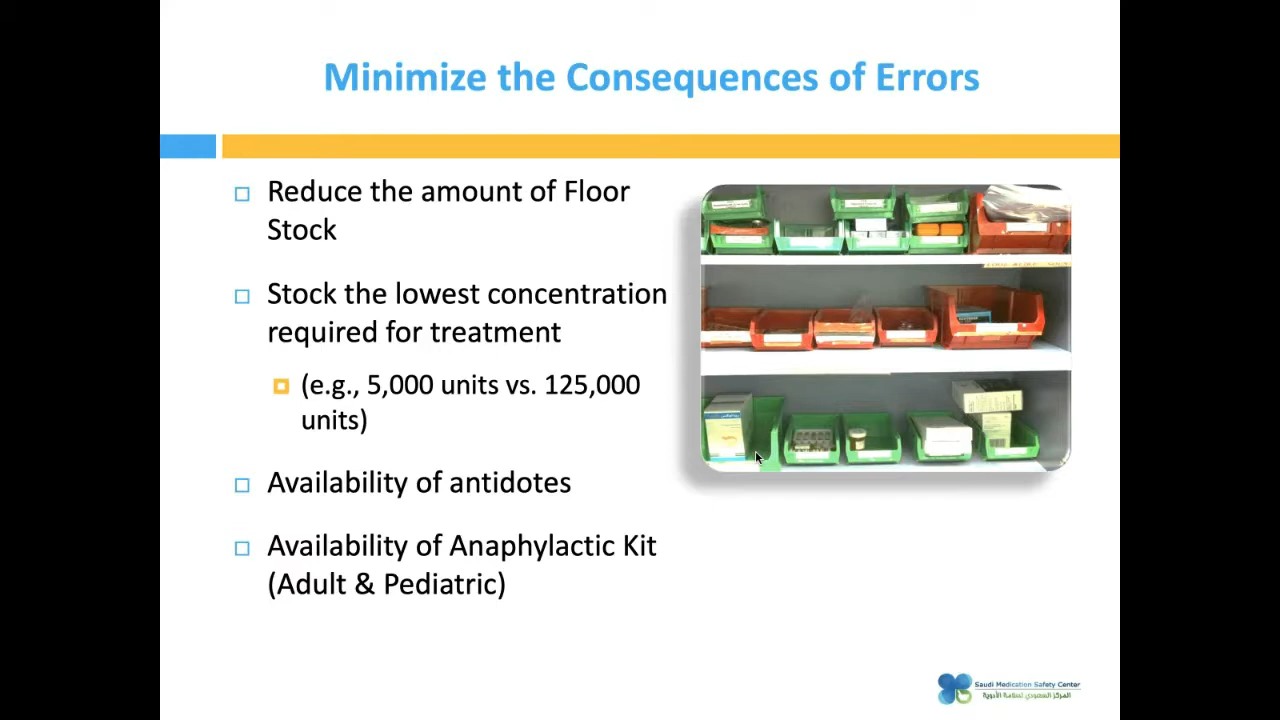 Minimize the Consequences of Errors
Reduce the amount of Floor
Stock
Stock the lowest concentration
required for treatment
(e.g., 5,000 units vs. 125,000
units)
Availability of antidotes
Availability of Anaphylactic Kit
(Adult & Pediatric)
Saudi Medication Safety Center
المركز السعودي لسلامة الأدوية